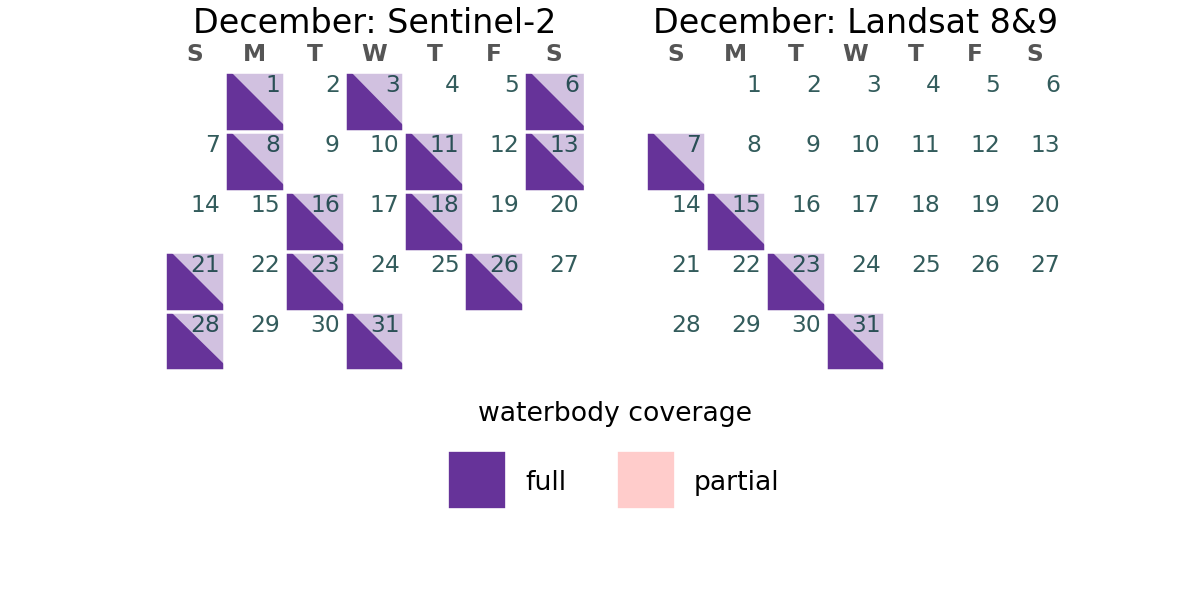 December: Sentinel-2
S M T W T F S
1 2 3 4 5 6
7 8 9 10 11 12 13
14 15 16 17 18 19 20
21 22 23 24 25 26 27
28 29 30 31
December: Landsat 8&9
S M T W T F S
1 2 3 4 5 6
7 8 9 10 11 12 13
14 15 16 17 18 19 20
21 22 23 24 25 26 27
28 29 30 31
waterbody coverage
full partial